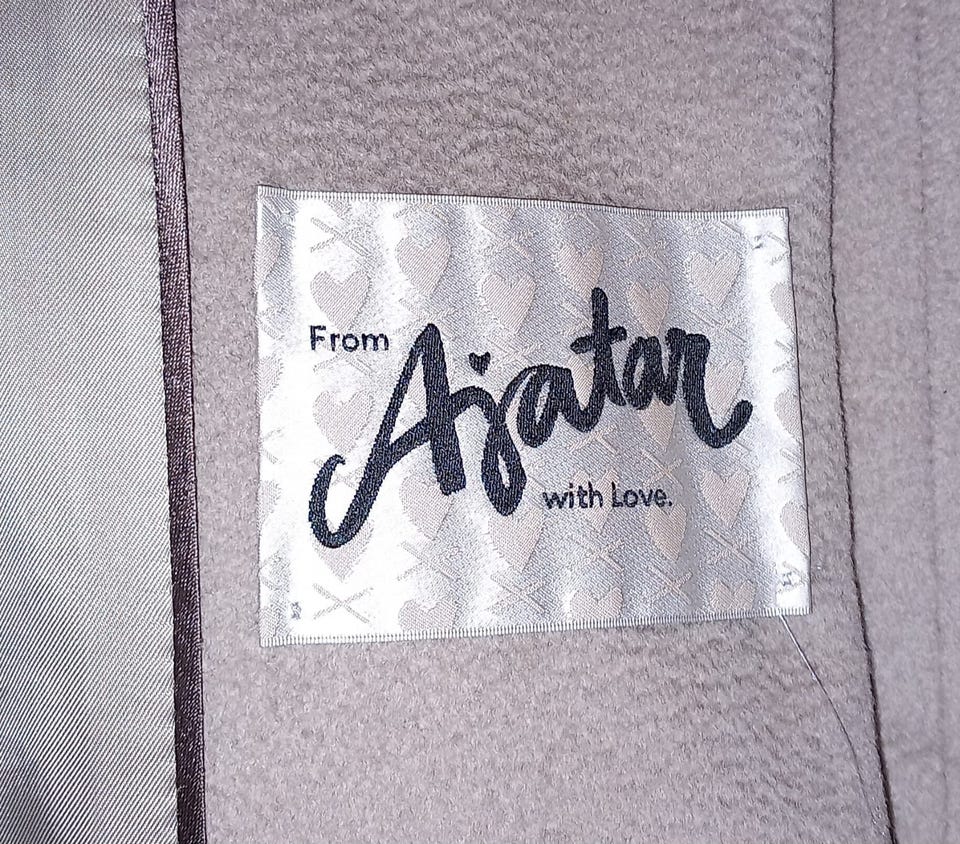 From
Ajatar
with Love.